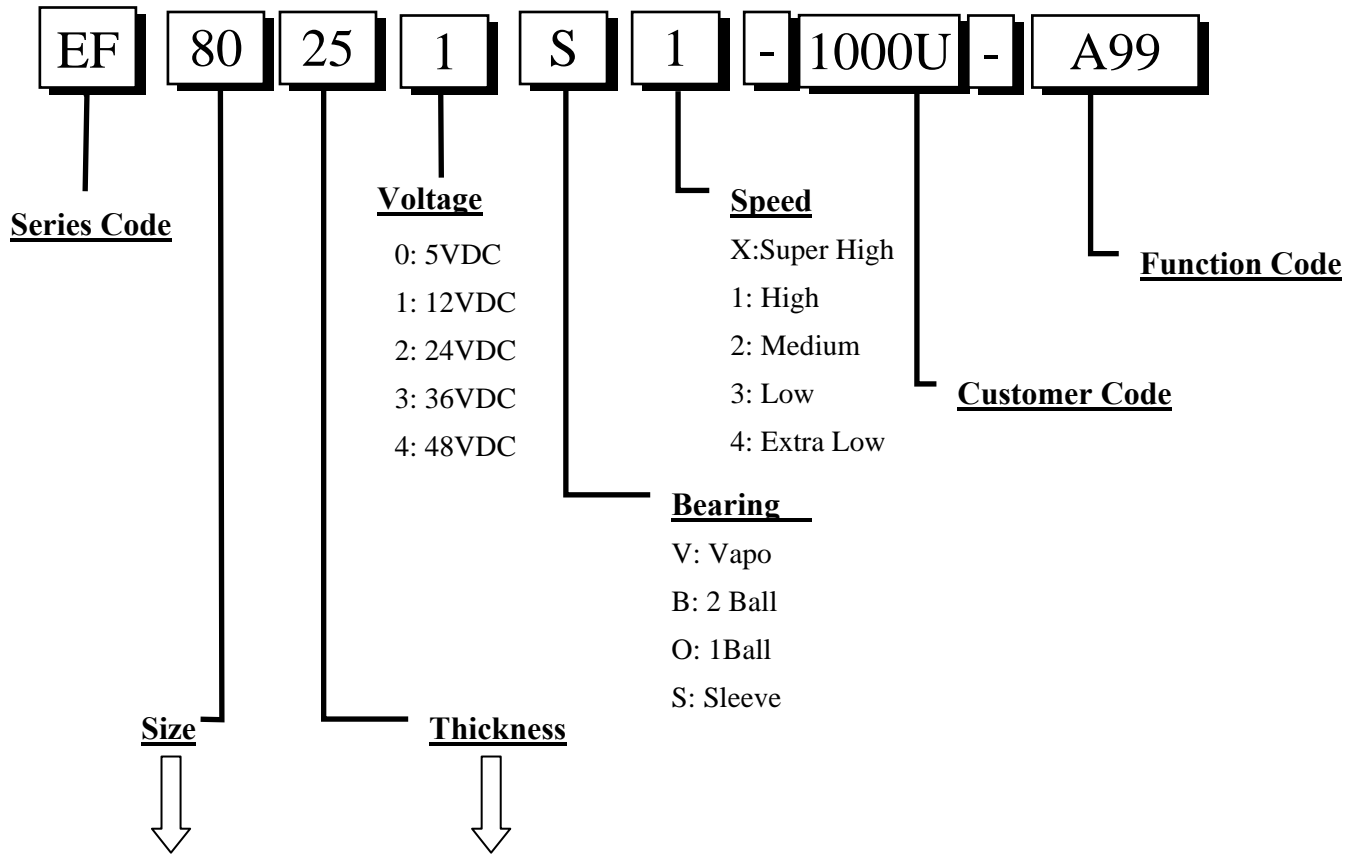 EF 80 25 1 S 1 - 1000U - A99
Series Code
Voltage
0: 5VDC
1: 12VDC
2: 24VDC
3: 36VDC
4: 48VDC
Speed
X:Super High
1: High
2: Medium
3: Low
4: Extra Low
Function Code
Customer Code
Bearing
V: Vapo
B: 2 Ball
O: 1Ball
S: Sleeve
Size
Thickness